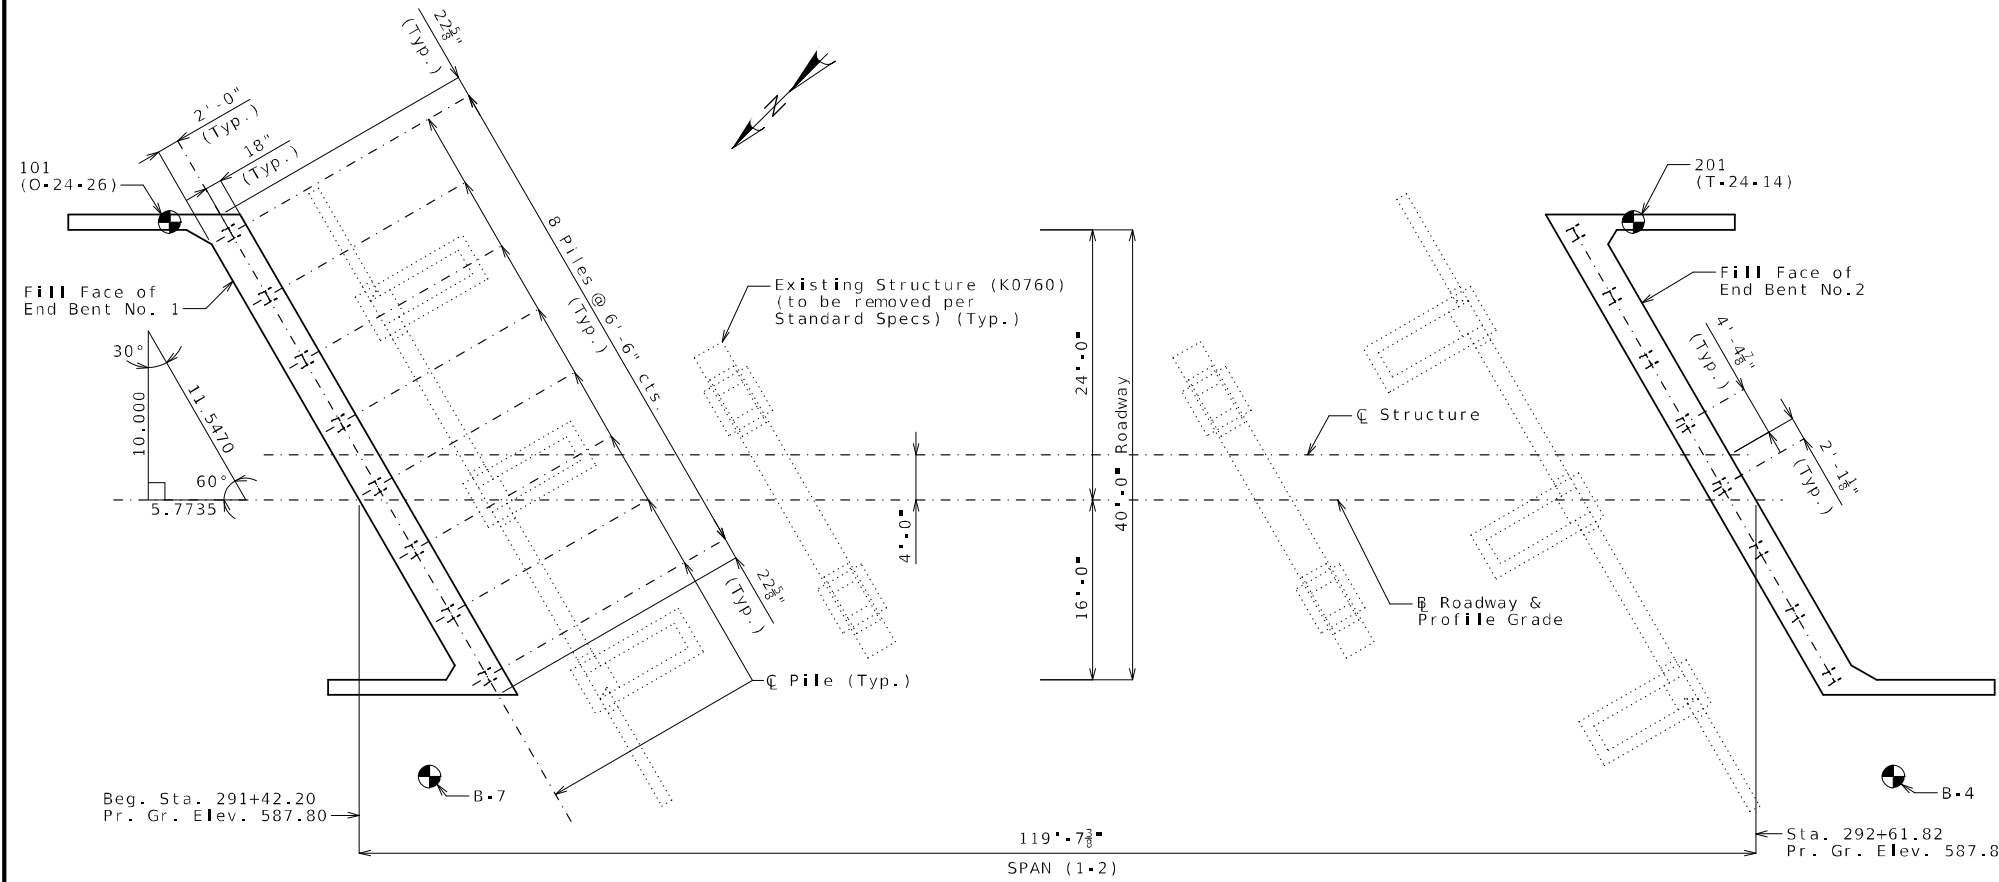 22⅝"
(Typ.)
2'-0"
(Typ.)
18"
(Typ.)
N
101
(O-24-26)
201
(T-24-14)
8 Piles @ 6'-6" cts.
(Typ.)
Existing Structure (K0760)
(to be removed per
Standard Specs) (Typ.)
Fill Face of
End Bent No. 1
Fill Face of
End Bent No.2
30°
10.000
11.5470
60°
5.7735
24'-0"
40'-0" Roadway
16'-0"
4'-0"
℄ Structure
4'-4⅞"
(Typ.)
2'-1⅛"
(Typ.)
22⅝"
(Typ.)
BL Roadway &
Profile Grade
℄ Pile (Typ.)
B-7
B-4
Beg. Sta. 291+42.20
Pr. Gr. Elev. 587.80
119'-7⅜"
SPAN (1-2)
Sta. 292+61.82
Pr. Gr. Elev. 587.8